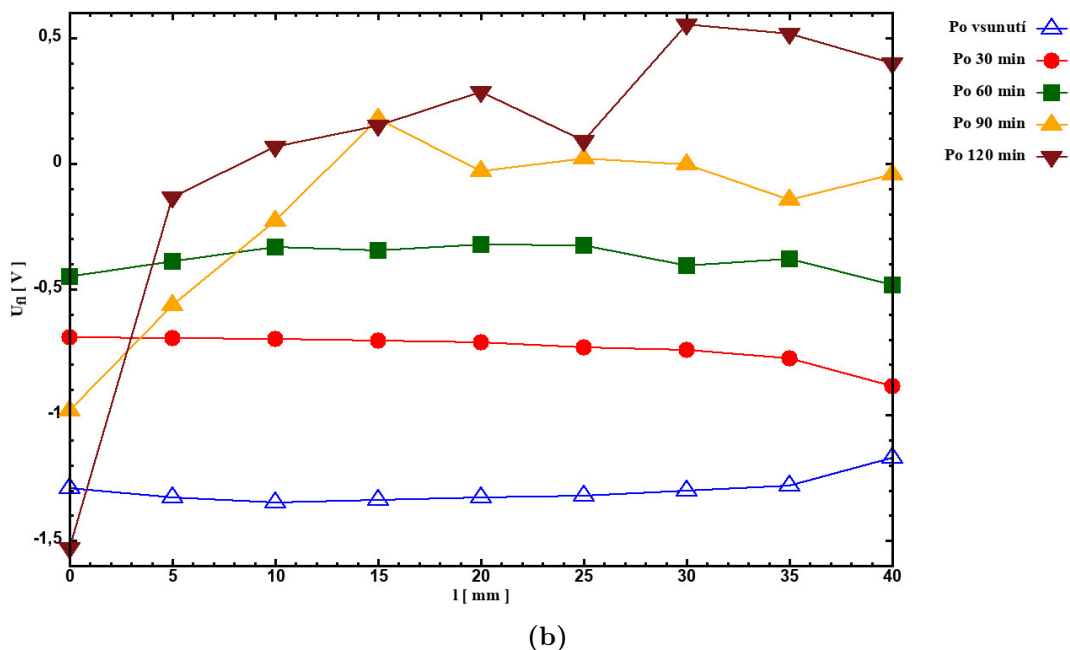 0,5
0
-0,5
-1
-1,5
U_fl [ V ]
0 5 10 15 20 25 30 35 40
l [ mm ]
Po vsunutí
Po 30 min
Po 60 min
Po 90 min
Po 120 min
(b)